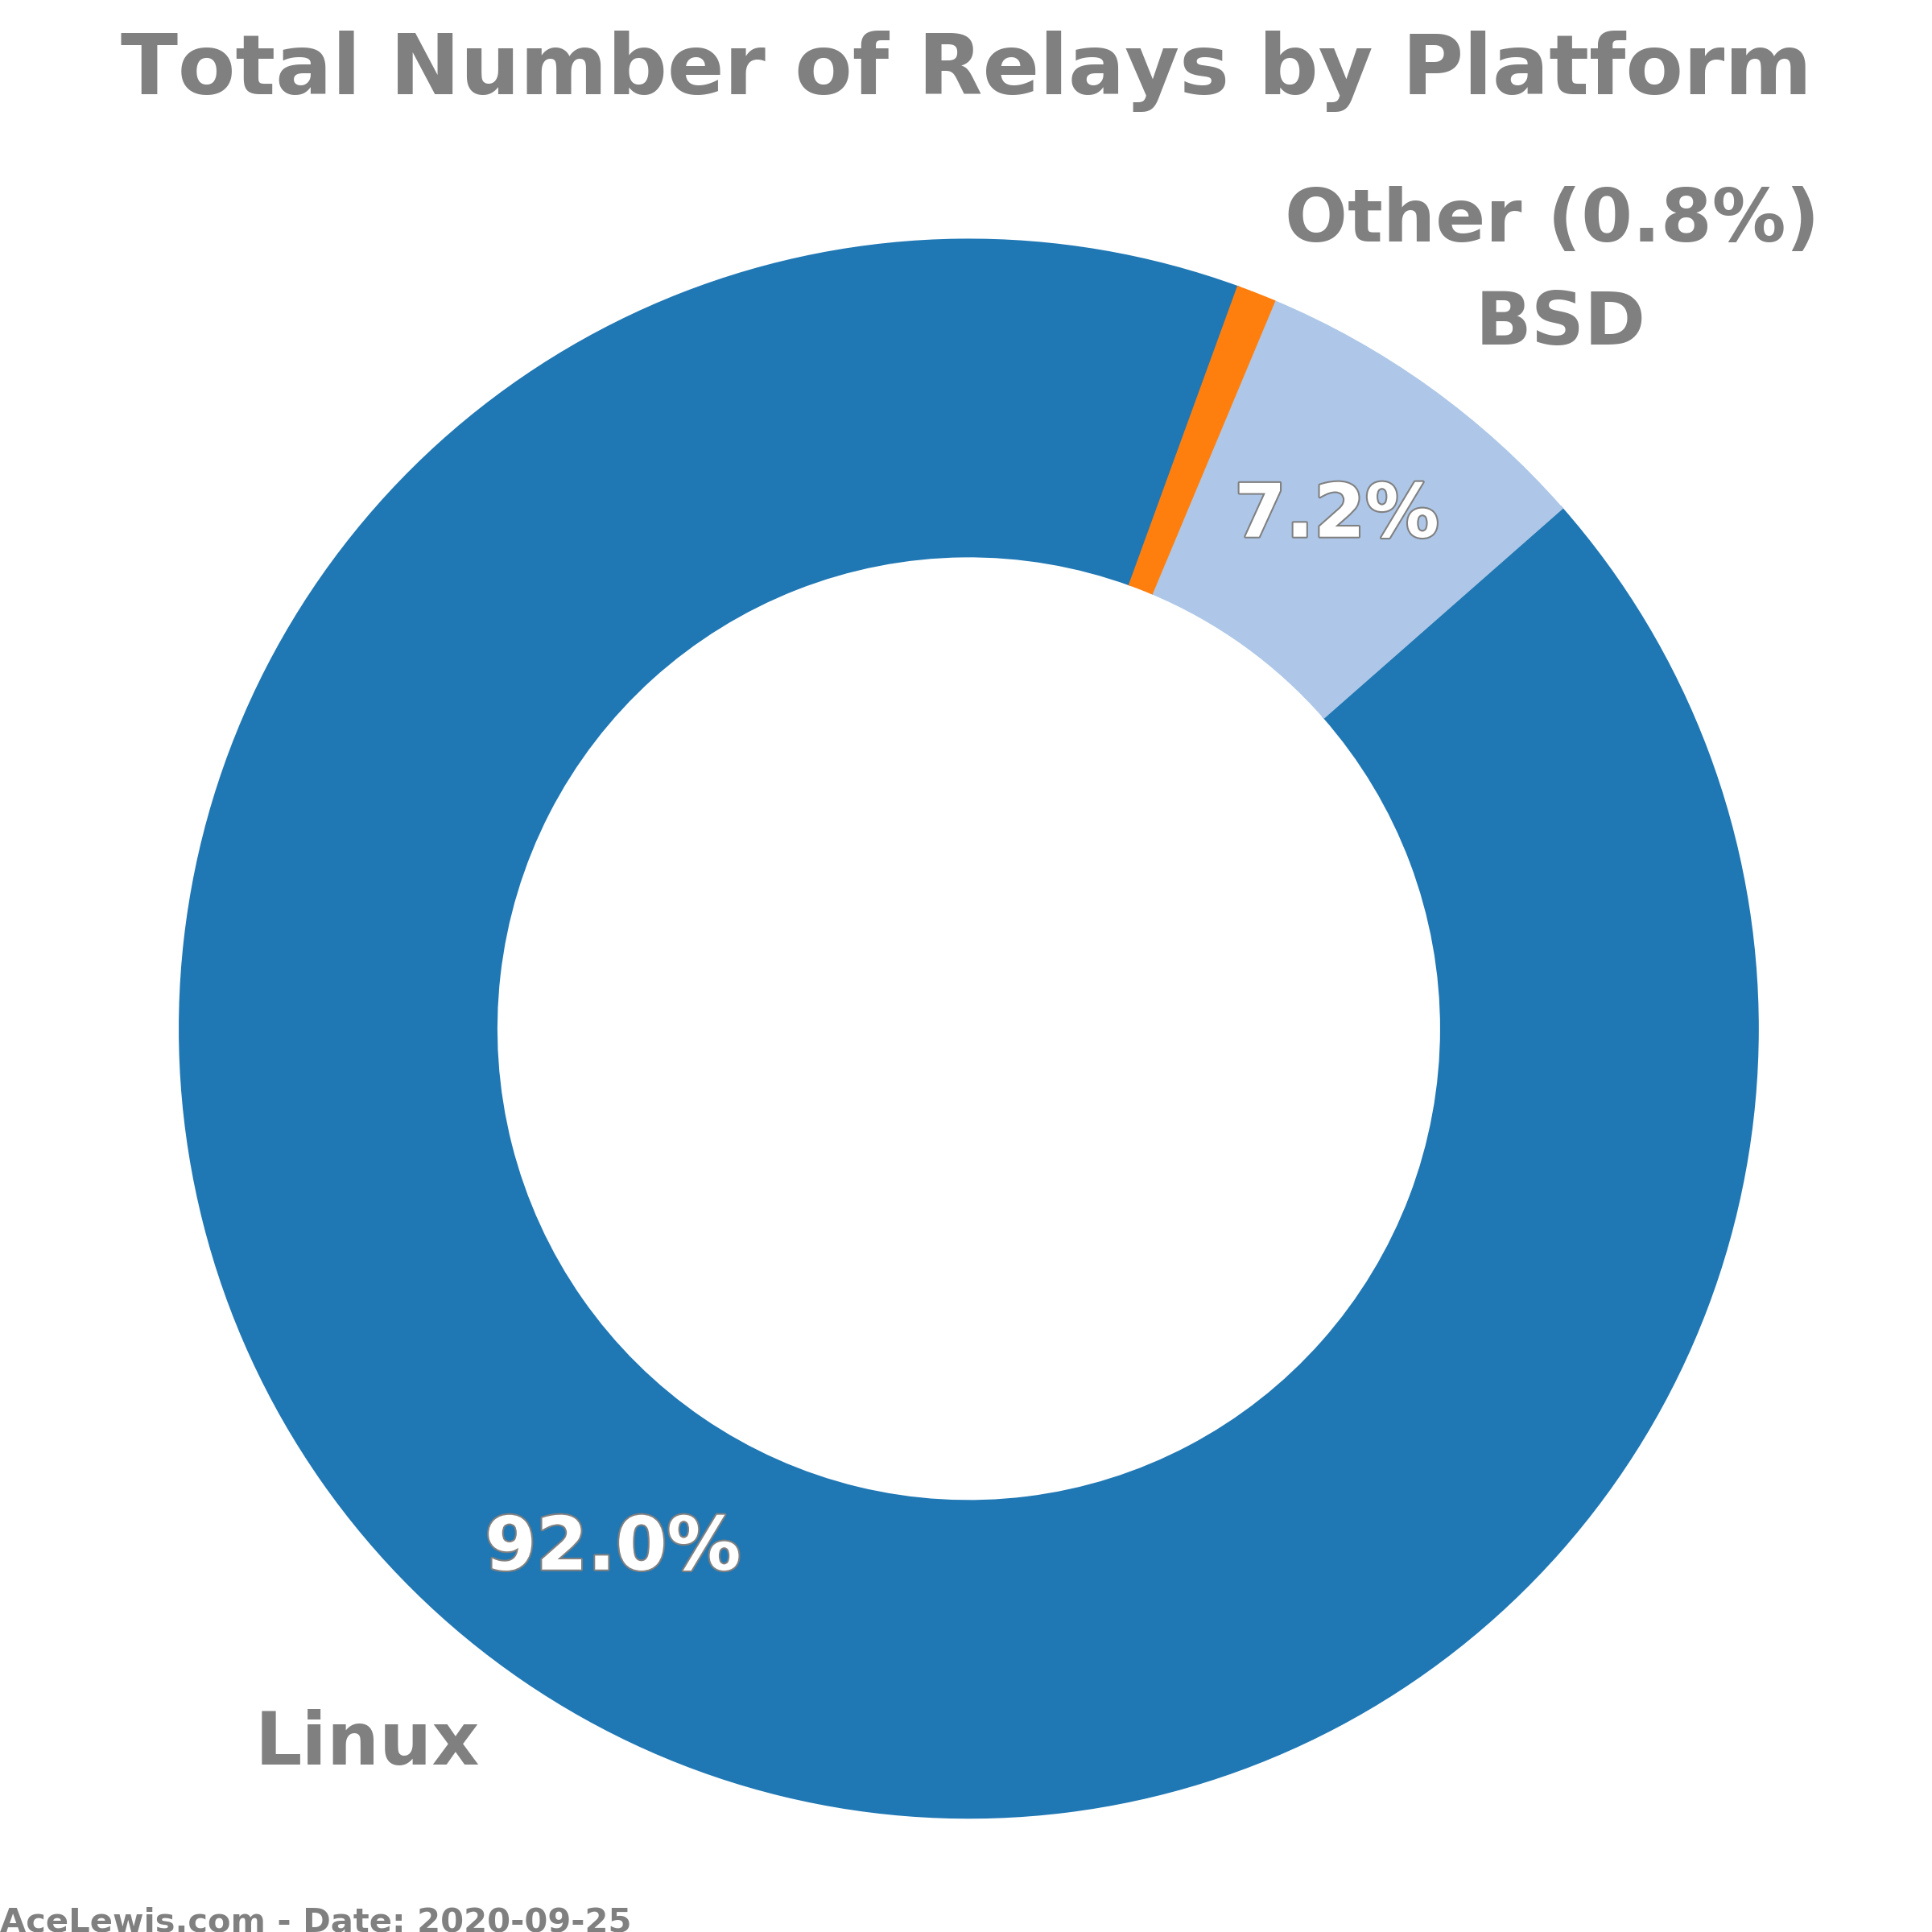 Total Number of Relays by Platform
Other (0.8%)
BSD
7.2%
92.0%
Linux
AceLewis.com - Date: 2020-09-25